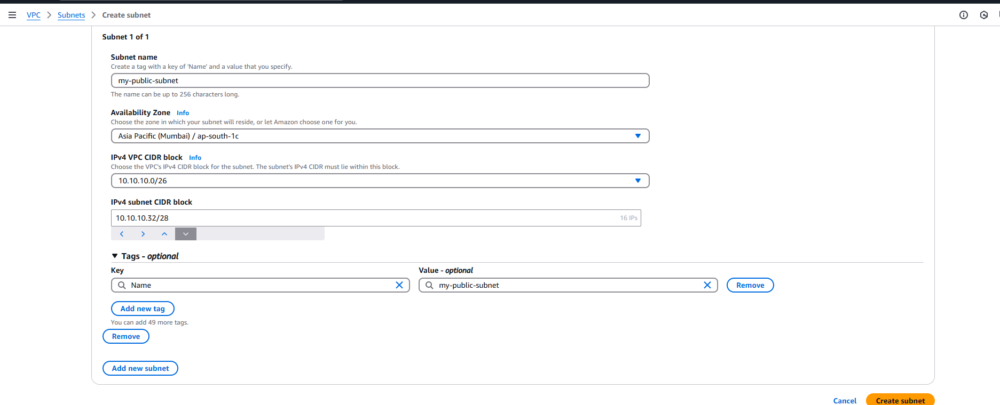 VPC > Subnets > Create subnet
Subnet 1 of 1
Subnet name
Create a tag with a key of 'Name' and a value that you specify.
my-public-subnet
The name can be up to 256 characters long.
Availability Zone Info
Choose the zone in which your subnet will reside, or let Amazon choose one for you.
Asia Pacific (Mumbai) / ap-south-1c
IPv4 VPC CIDR block Info
Choose the VPC's IPv4 CIDR block for the subnet. The subnet's IPv4 CIDR must lie within this block.
10.10.10.0/26
IPv4 subnet CIDR block
10.10.10.32/28 16 IPs
Tags - optional
Key Value - optional
Name my-public-subnet Remove
Add new tag
You can add 49 more tags.
Remove
Add new subnet
Cancel Create subnet